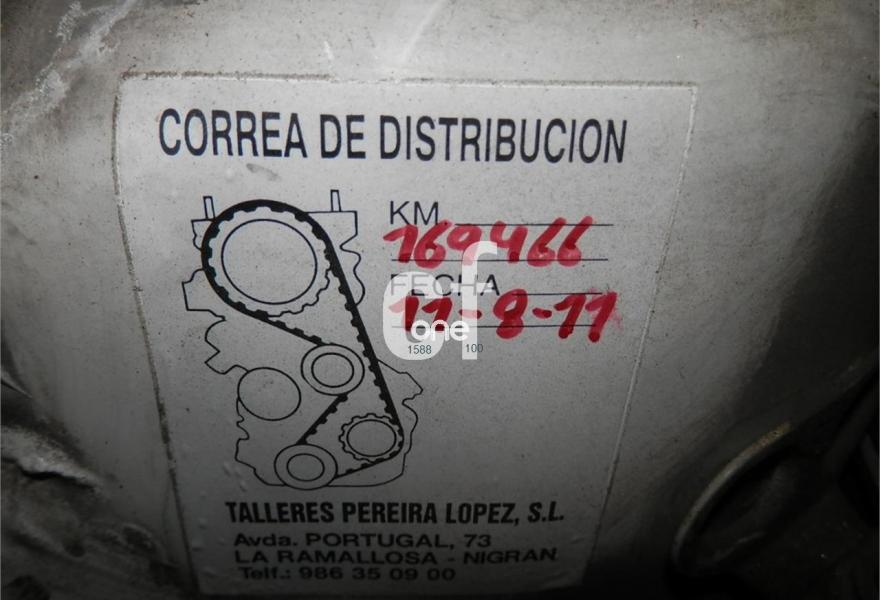 CORREA DE DISTRIBUCION
KM
169466
FECHA
11-8-11
one
1588 100
TALLERES PEREIRA LOPEZ, S.L.
Avda. PORTUGAL, 73
LA RAMALLOSA - NIGRAN
Telf.: 986 35 09 00